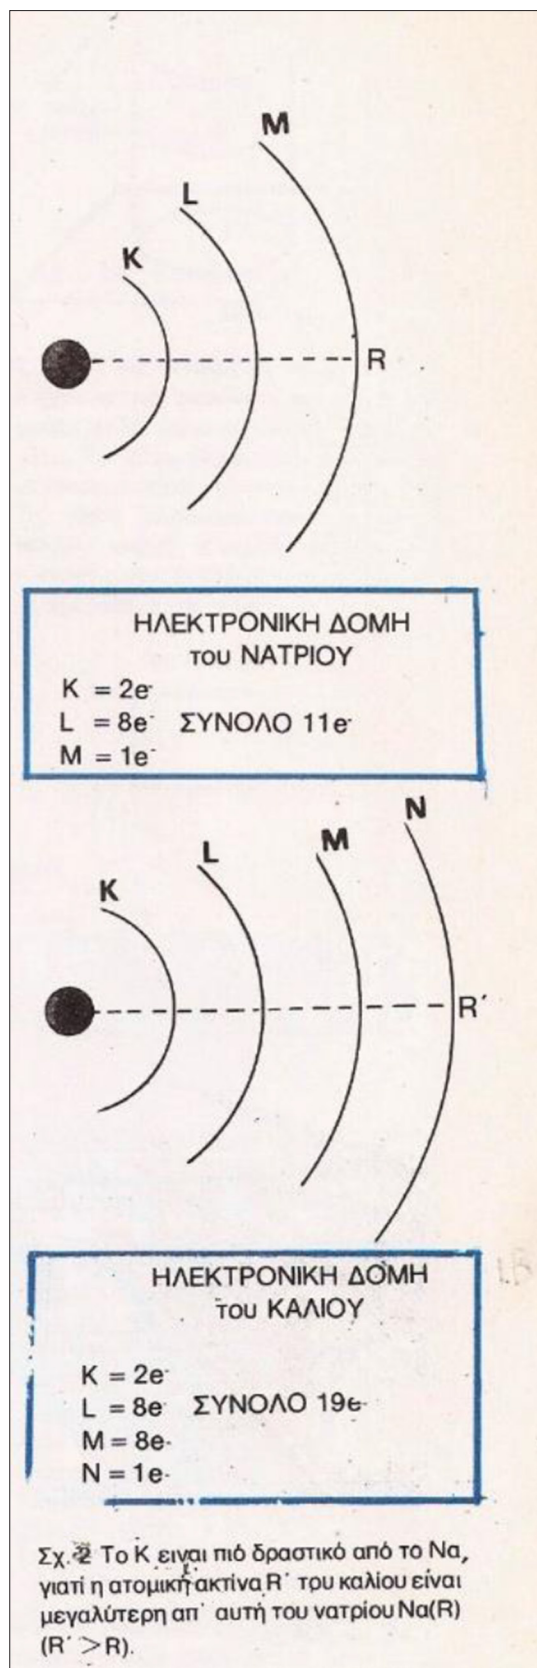 M
L
K
R
ΗΛΕΚΤΡΟΝΙΚΗ ΔΟΜΗ
του ΝΑΤΡΙΟΥ
K = 2e-
L = 8e- ΣΥΝΟΛΟ 11e-
M = 1e-
N
M
L
K
R΄
ΗΛΕΚΤΡΟΝΙΚΗ ΔΟΜΗ
του ΚΑΛΙΟΥ
K = 2e-
L = 8e- ΣΥΝΟΛΟ 19e-
M = 8e-
N = 1e-
Σχ. 2 Το Κ ειναι πιό δραστικό από το Να,
γιατί η ατομική ακτίνα R΄ του καλίου είναι
μεγαλύτερη απ΄ αυτή του νατρίου Να(R)
(R΄ > R).